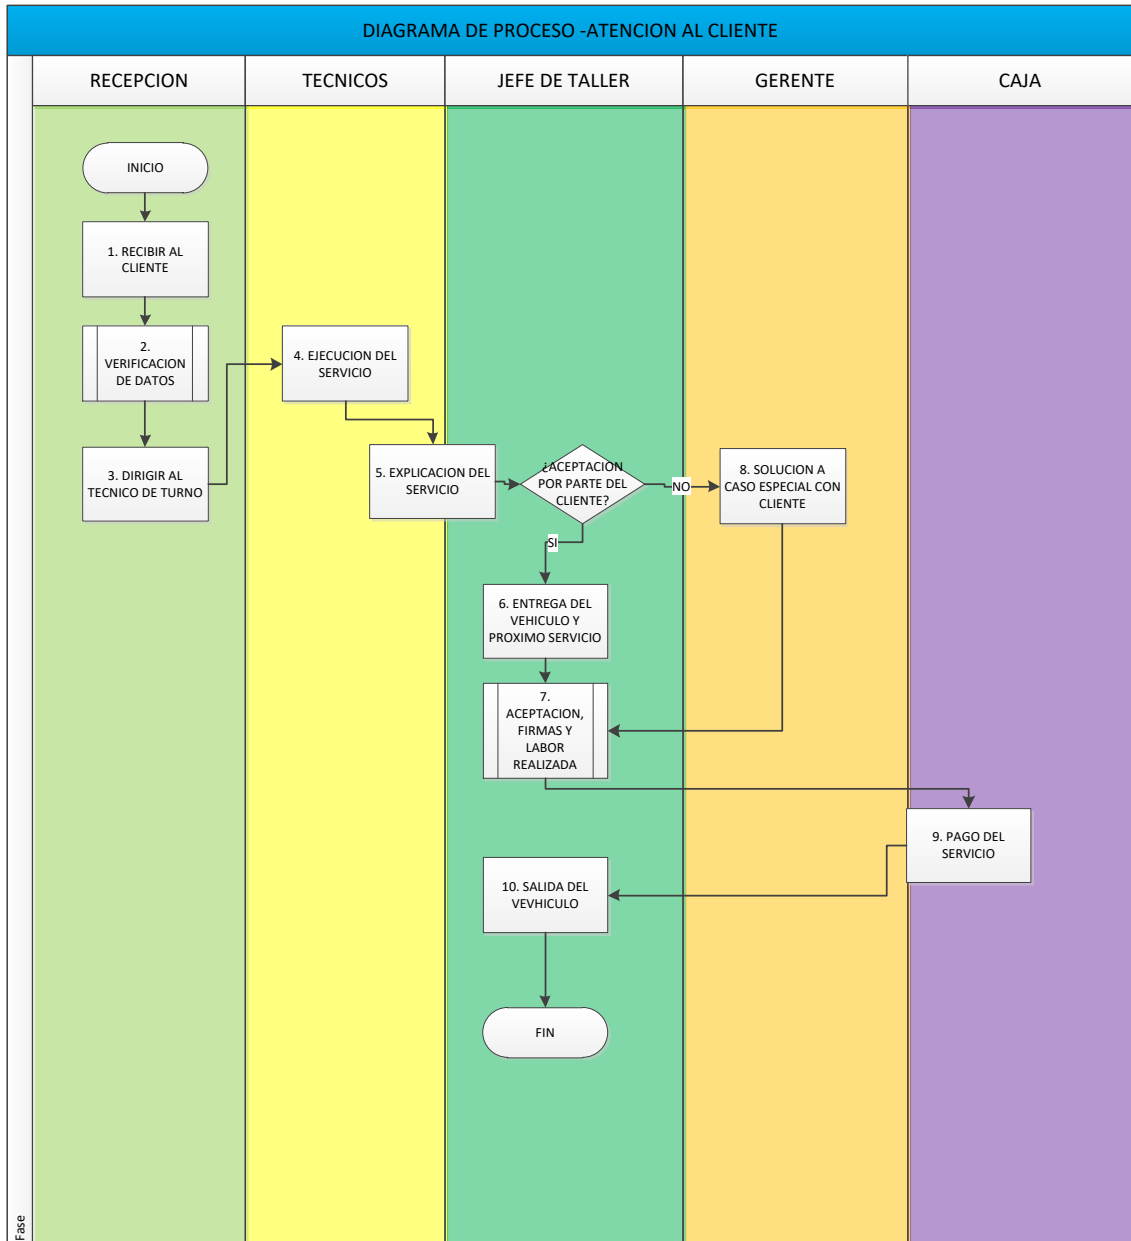 DIAGRAMA DE PROCESO -ATENCION AL CLIENTE
RECEPCION
TECNICOS
JEFE DE TALLER
GERENTE
CAJA
INICIO
1. RECIBIR AL
CLIENTE
2.
VERIFICACION
DE DATOS
3. DIRIGIR AL
TECNICO DE TURNO
4. EJECUCION DEL
SERVICIO
5. EXPLICACION DEL
SERVICIO
¿ACEPTACION
POR PARTE DEL
CLIENTE?
NO
8. SOLUCION A
CASO ESPECIAL CON
CLIENTE
SI
6. ENTREGA DEL
VEHICULO Y
PROXIMO SERVICIO
7.
ACEPTACION,
FIRMAS Y
LABOR
REALIZADA
9. PAGO DEL
SERVICIO
10. SALIDA DEL
VEVHICULO
FIN
Fase